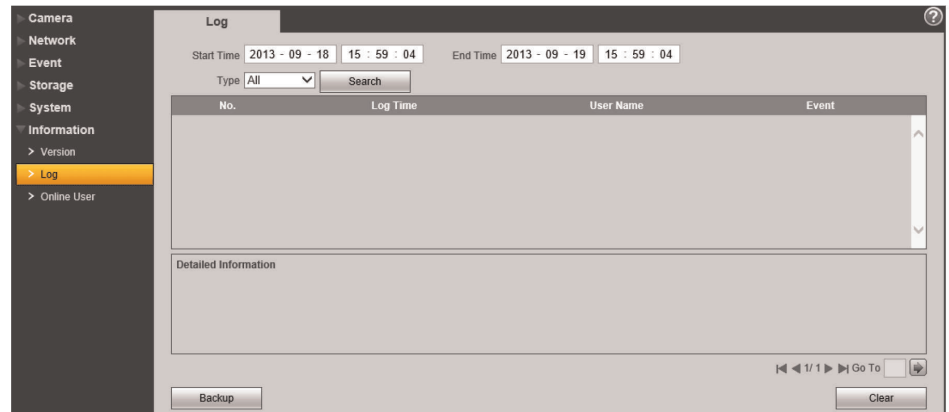 Camera
Network
Event
Storage
System
Information
> Version
> Log
> Online User
Log
?
Start Time 2013 - 09 - 18 15 : 59 : 04 End Time 2013 - 09 - 19 15 : 59 : 04
Type All Search
No. Log Time User Name Event
Detailed Information
1/ 1 Go To
Backup Clear